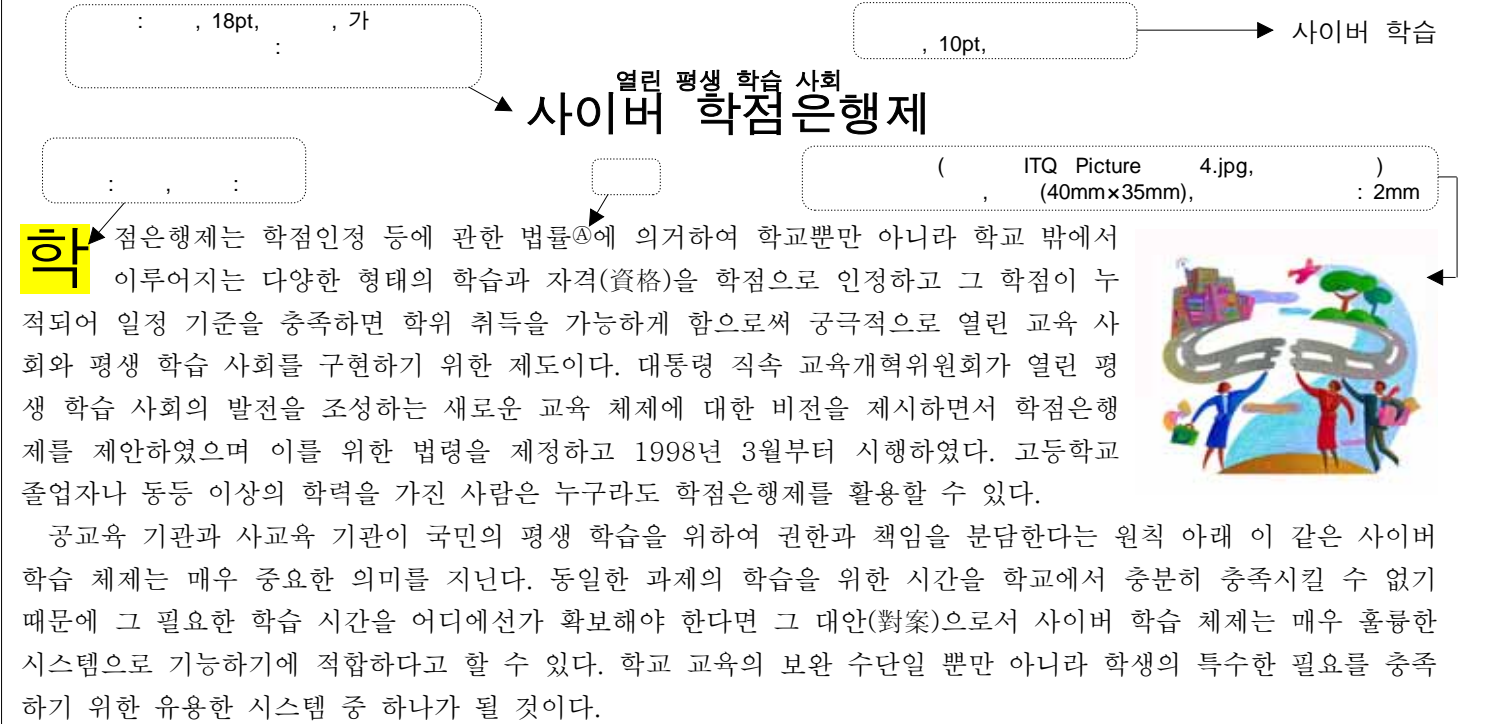 : , 18pt, , 가
:
, 10pt,
사이버 학습
열린 평생 학습 사회
사이버 학점은행제
: , :
( ITQ Picture 4.jpg, )
, (40mm×35mm), : 2mm
학점은행제는 학점인정 등에 관한 법률Ⓐ에 의거하여 학교뿐만 아니라 학교 밖에서
이루어지는 다양한 형태의 학습과 자격(資格)을 학점으로 인정하고 그 학점이 누
적되어 일정 기준을 충족하면 학위 취득을 가능하게 함으로써 궁극적으로 열린 교육 사
회와 평생 학습 사회를 구현하기 위한 제도이다. 대통령 직속 교육개혁위원회가 열린 평
생 학습 사회의 발전을 조성하는 새로운 교육 체제에 대한 비전을 제시하면서 학점은행
제를 제안하였으며 이를 위한 법령을 제정하고 1998년 3월부터 시행하였다. 고등학교
졸업자나 동등 이상의 학력을 가진 사람은 누구라도 학점은행제를 활용할 수 있다.
공교육 기관과 사교육 기관이 국민의 평생 학습을 위하여 권한과 책임을 분담한다는 원칙 아래 이 같은 사이버
학습 체제는 매우 중요한 의미를 지닌다. 동일한 과제의 학습을 위한 시간을 학교에서 충분히 충족시킬 수 없기
때문에 그 필요한 학습 시간을 어디에선가 확보해야 한다면 그 대안(對案)으로서 사이버 학습 체제는 매우 훌륭한
시스템으로 기능하기에 적합하다고 할 수 있다. 학교 교육의 보완 수단일 뿐만 아니라 학생의 특수한 필요를 충족
하기 위한 유용한 시스템 중 하나가 될 것이다.